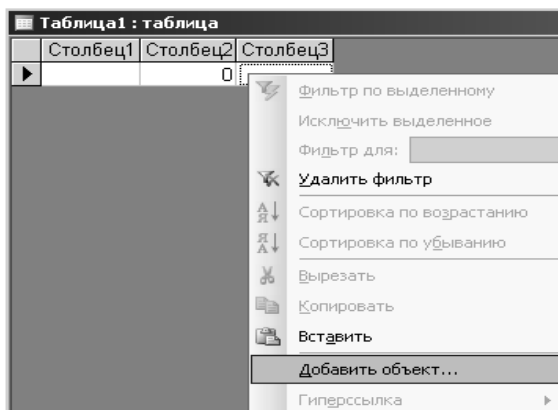 Таблица1 : таблица
Столбец1 Столбец2 Столбец3
0
Фильтр по выделенному
Исключить выделенное
Фильтр для:
Удалить фильтр
Сортировка по возрастанию
Сортировка по убыванию
Вырезать
Копировать
Вставить
Добавить объект...
Гиперссылка